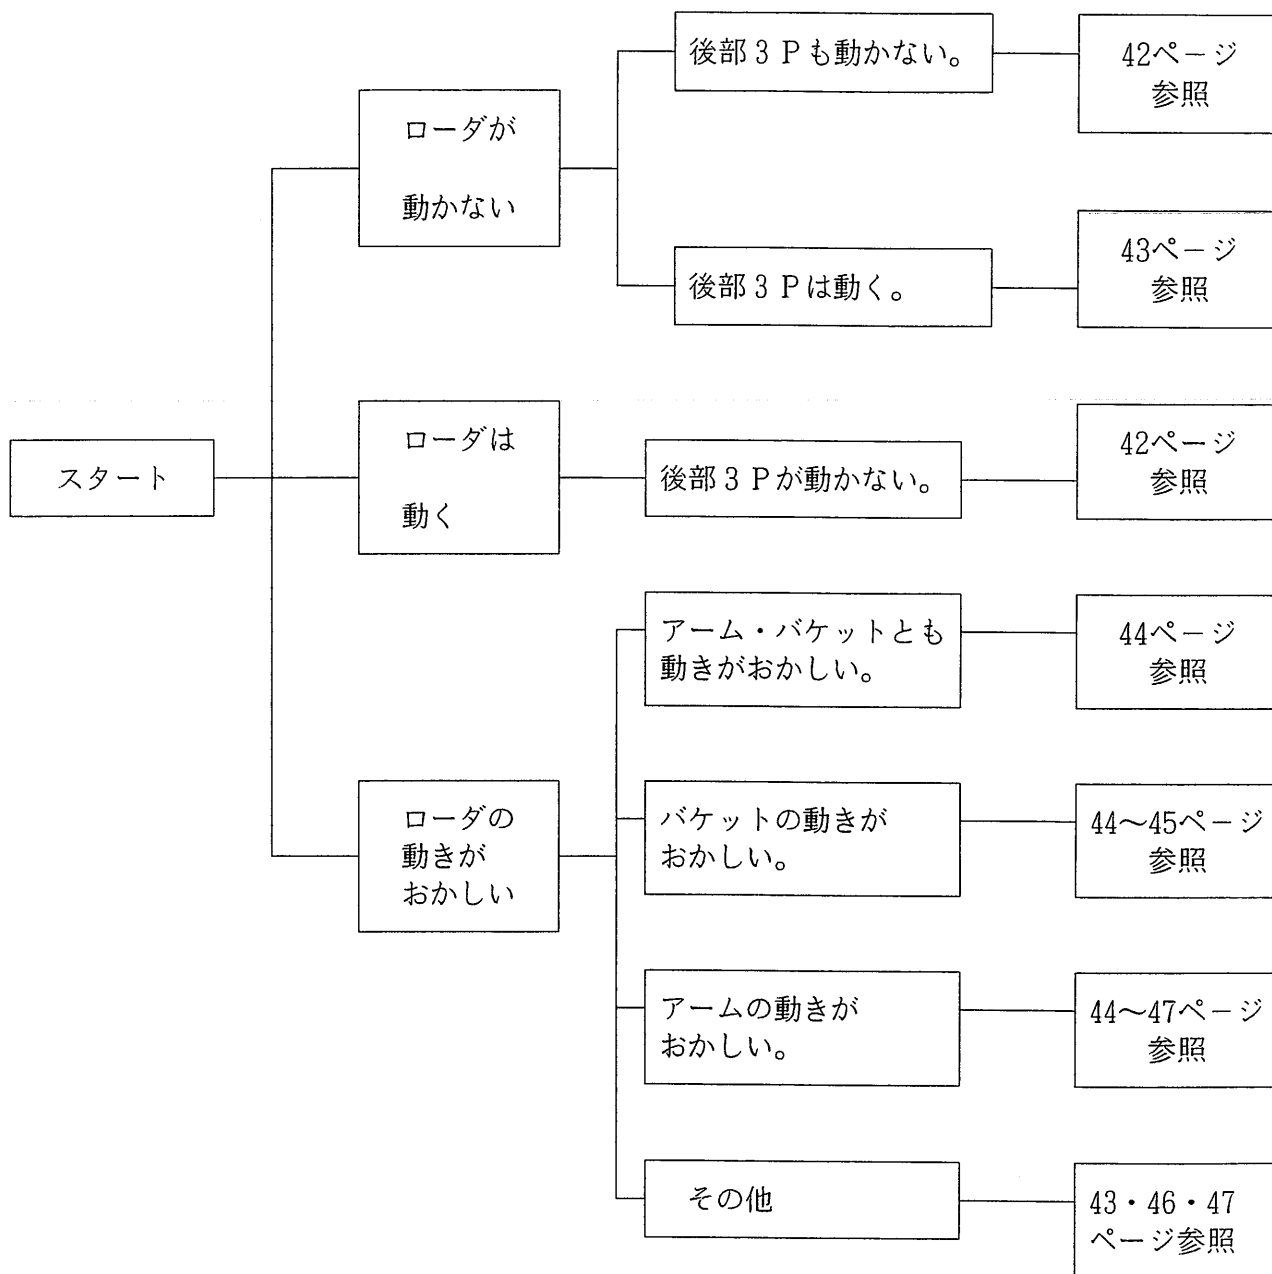 スタート
ローダが
動かない
後部3Pも動かない。
42ページ
参照
後部3Pは動く。
43ページ
参照
ローダは
動く
後部3Pが動かない。
42ページ
参照
ローダの
動きが
おかしい
アーム・バケットとも
動きがおかしい。
44ページ
参照
バケットの動きが
おかしい。
44〜45ページ
参照
アームの動きが
おかしい。
44〜47ページ
参照
その他
43・46・47
ページ参照